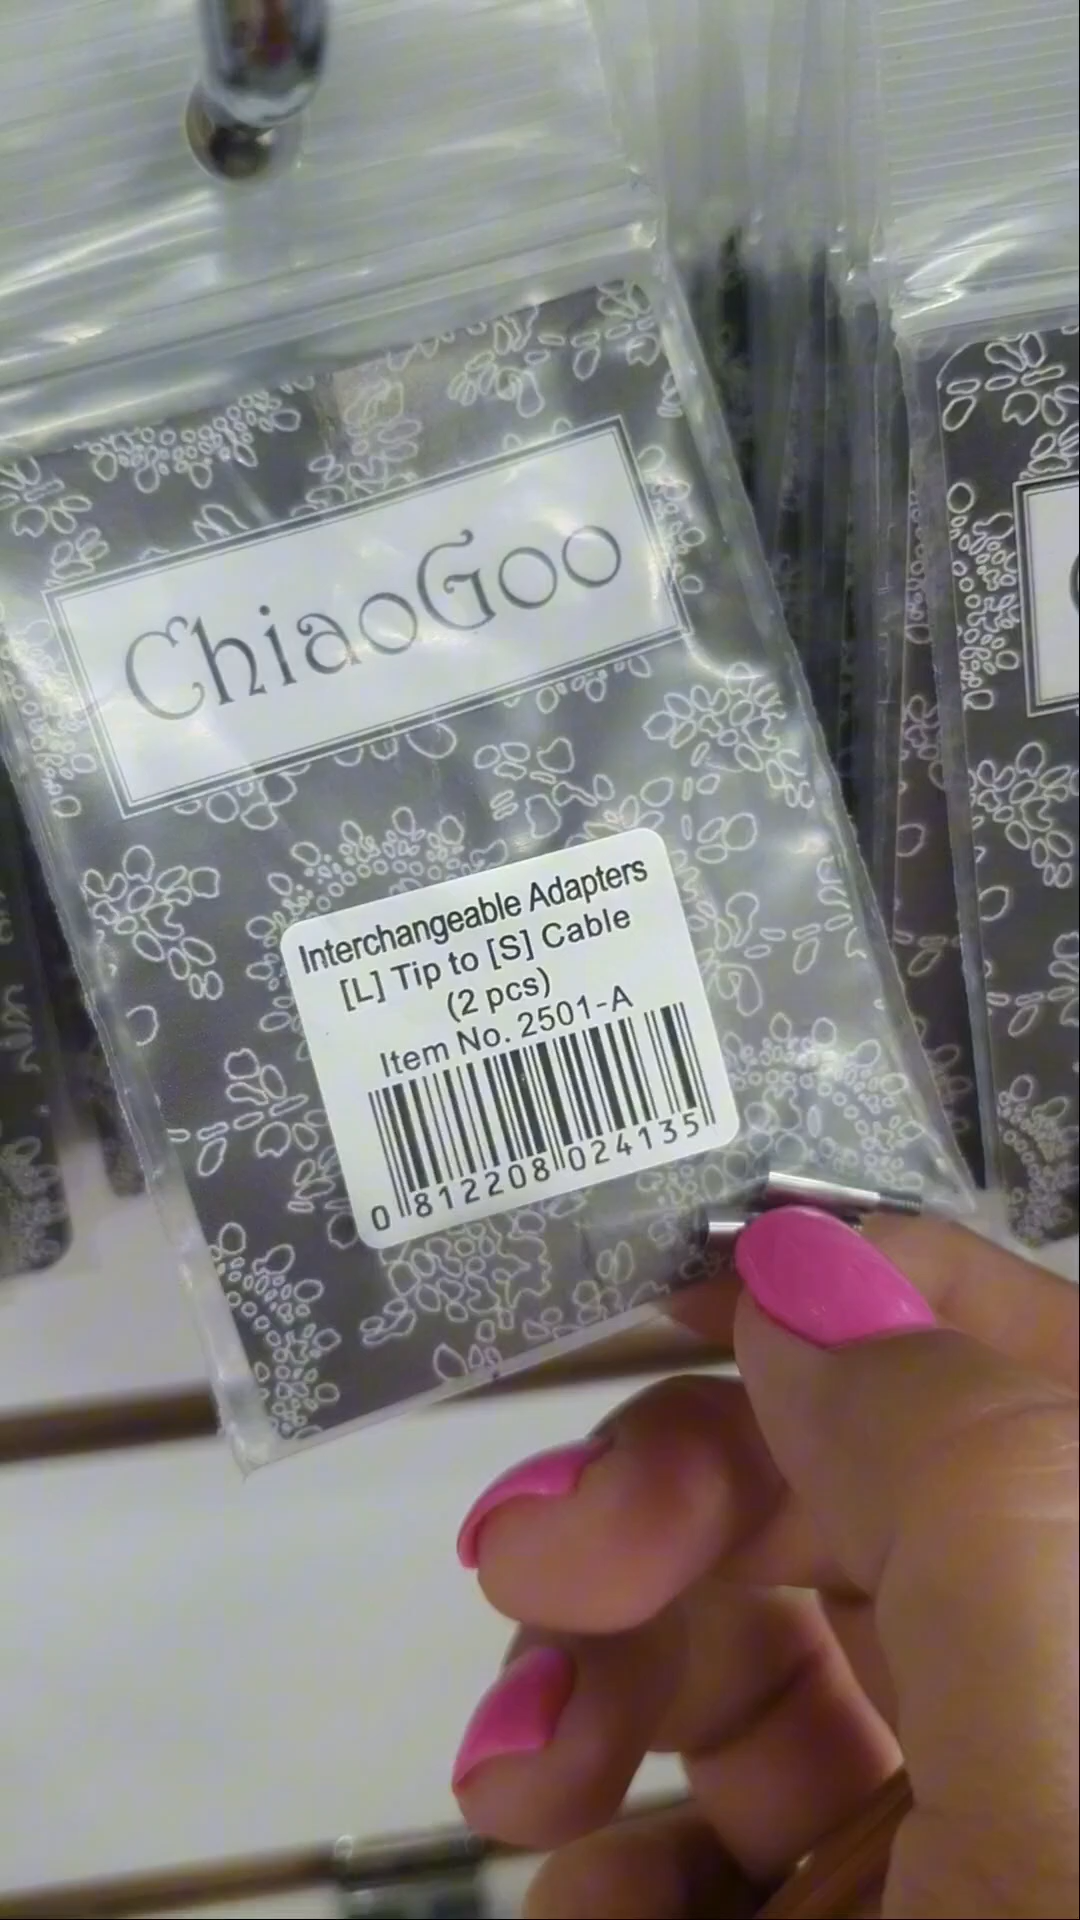 ChiaoGoo
Interchangeable Adapters
[L] Tip to [S] Cable
(2 pcs)
Item No. 2501-A
0 812208 024135